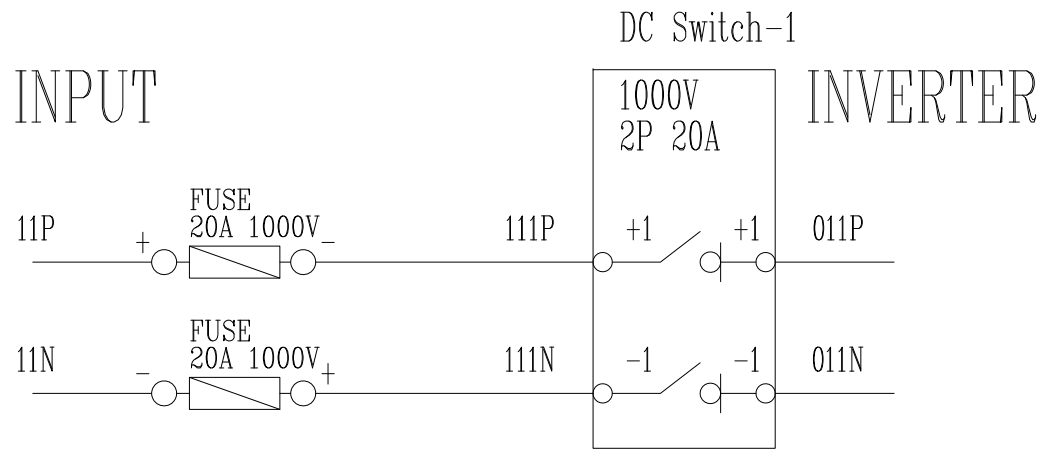 DC Switch-1
INPUT
1000V
2P 20A
INVERTER
FUSE
20A 1000V
11P
+
-
111P
+1
+1
011P
FUSE
20A 1000V
11N
-
+
111N
-1
-1
011N